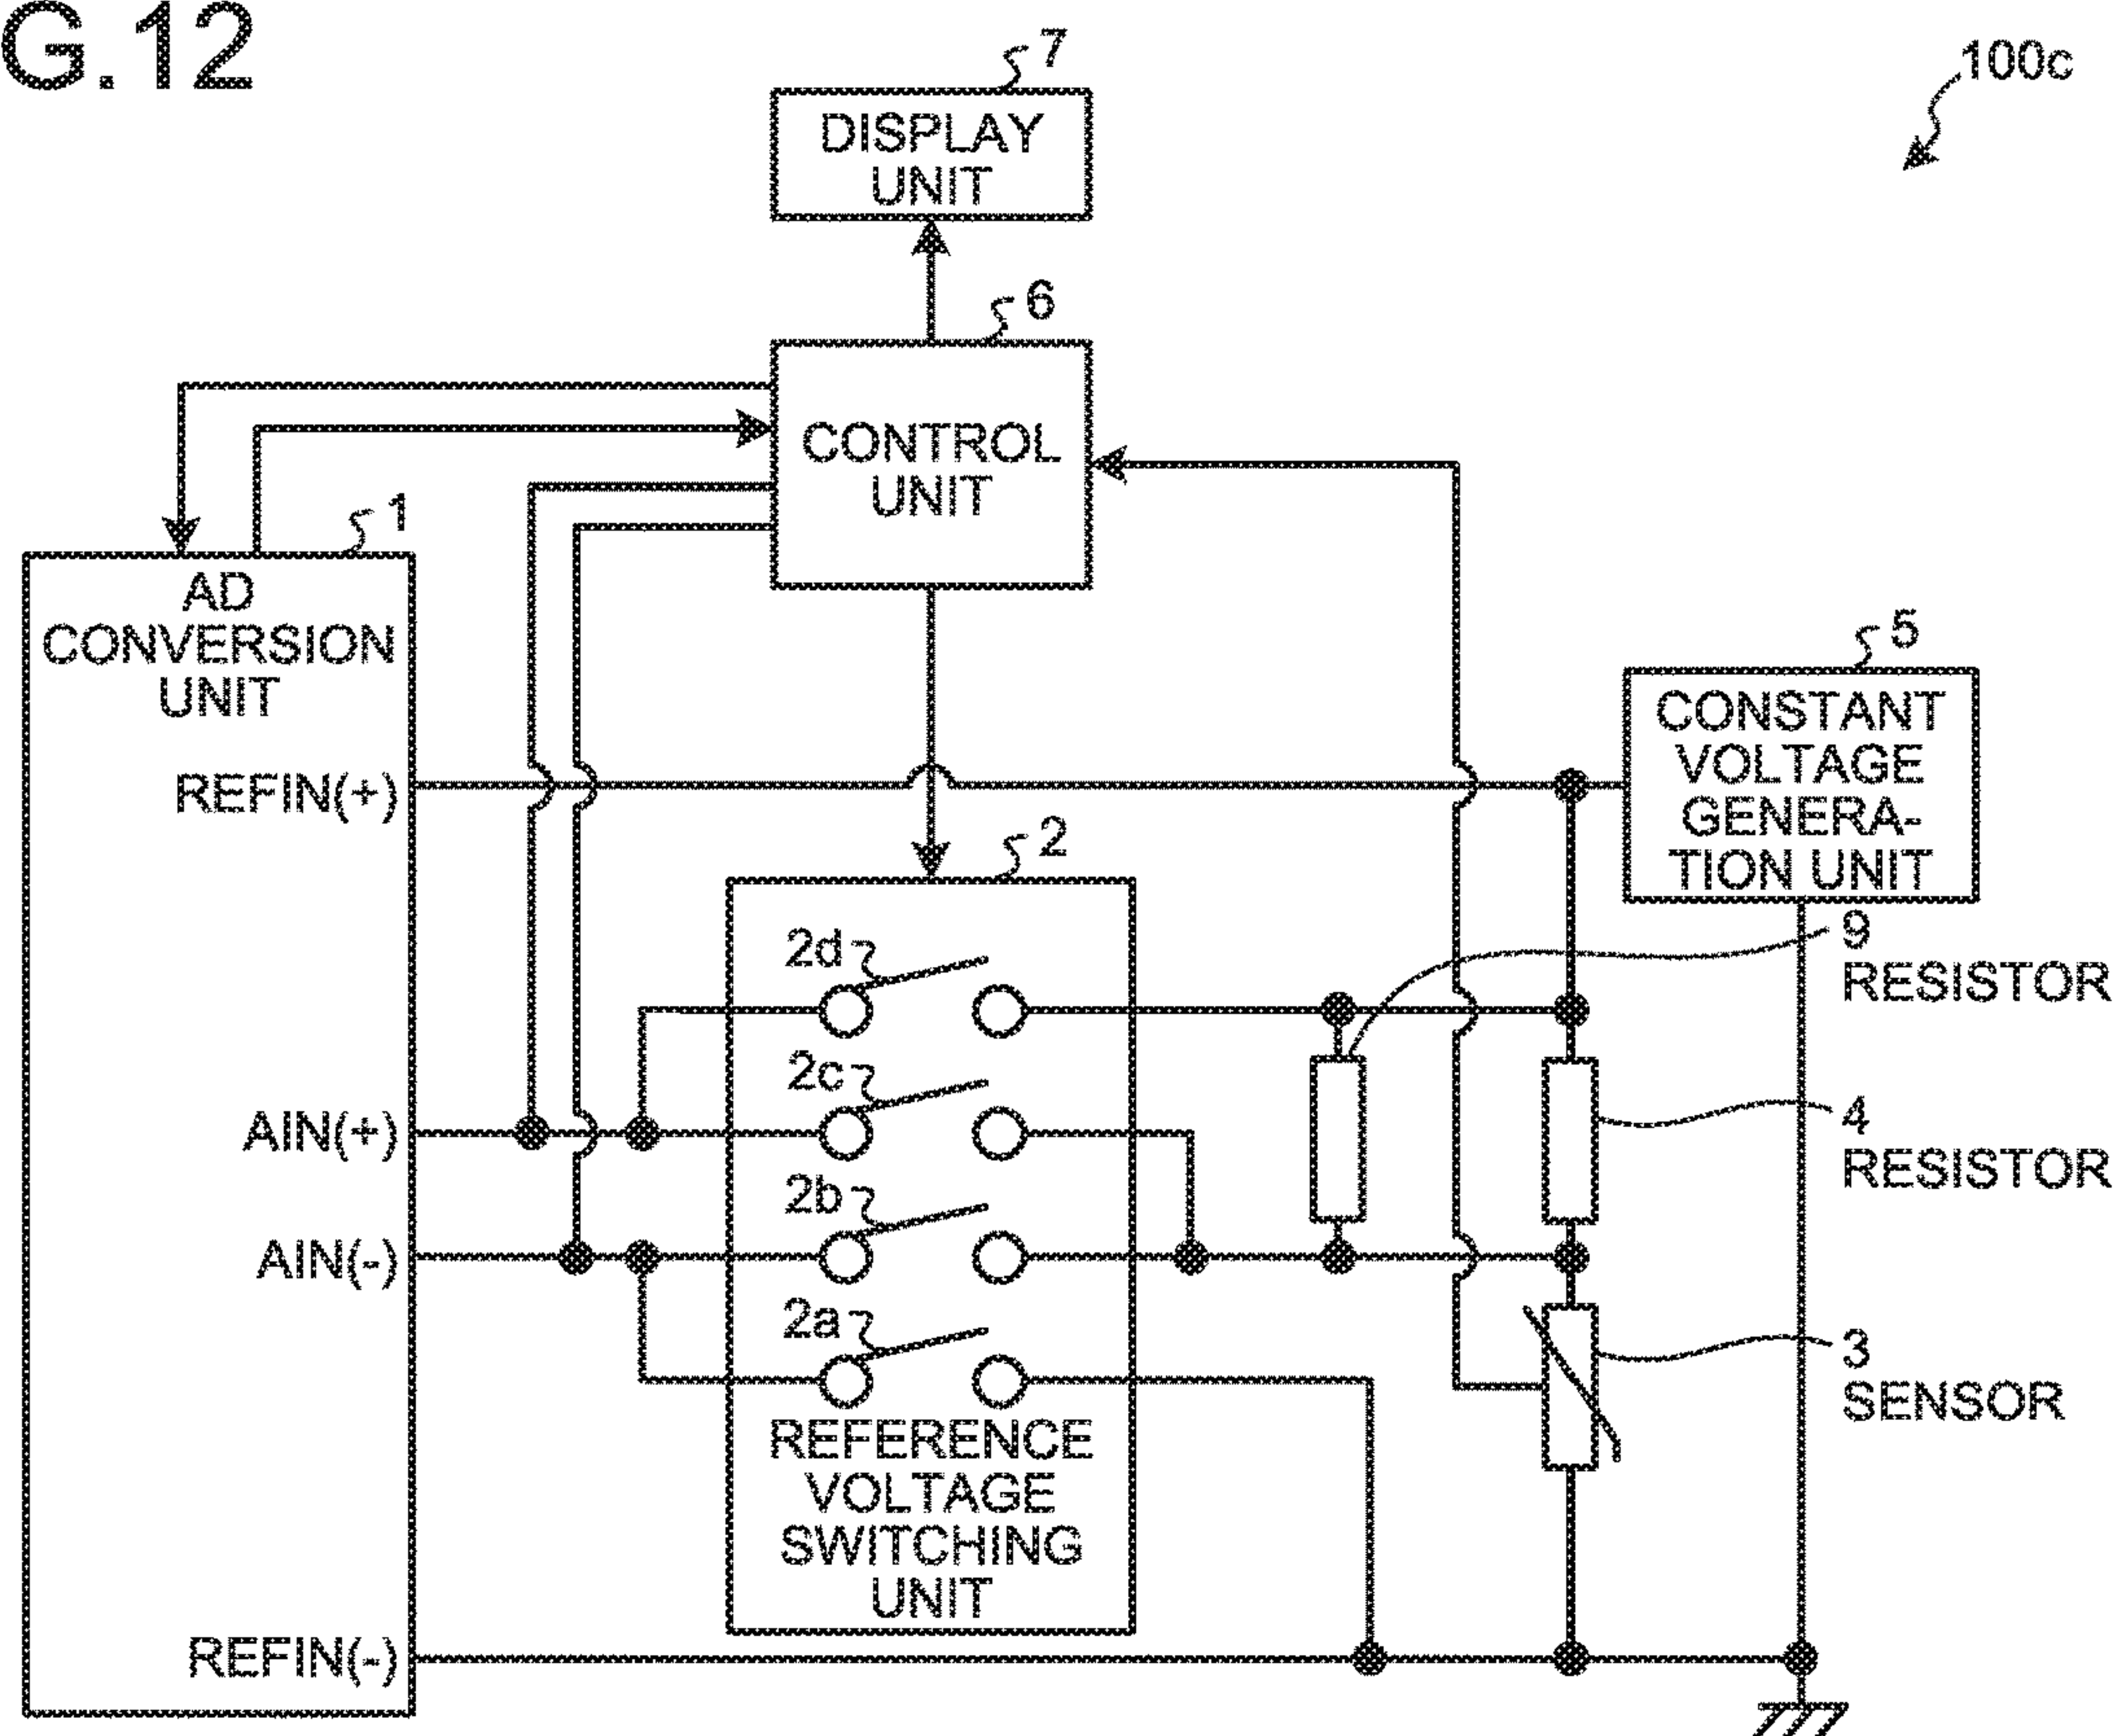 G.12
7
100c
DISPLAY
UNIT
6
CONTROL
UNIT
1
AD
CONVERSION
UNIT
5
CONSTANT
VOLTAGE
GENERA-
TION UNIT
REFIN(+)
2
9
RESISTOR
2d
2c
4
RESISTOR
AIN(+)
2b
AIN(-)
2a
3
SENSOR
REFERENCE
VOLTAGE
SWITCHING
UNIT
REFIN(-)